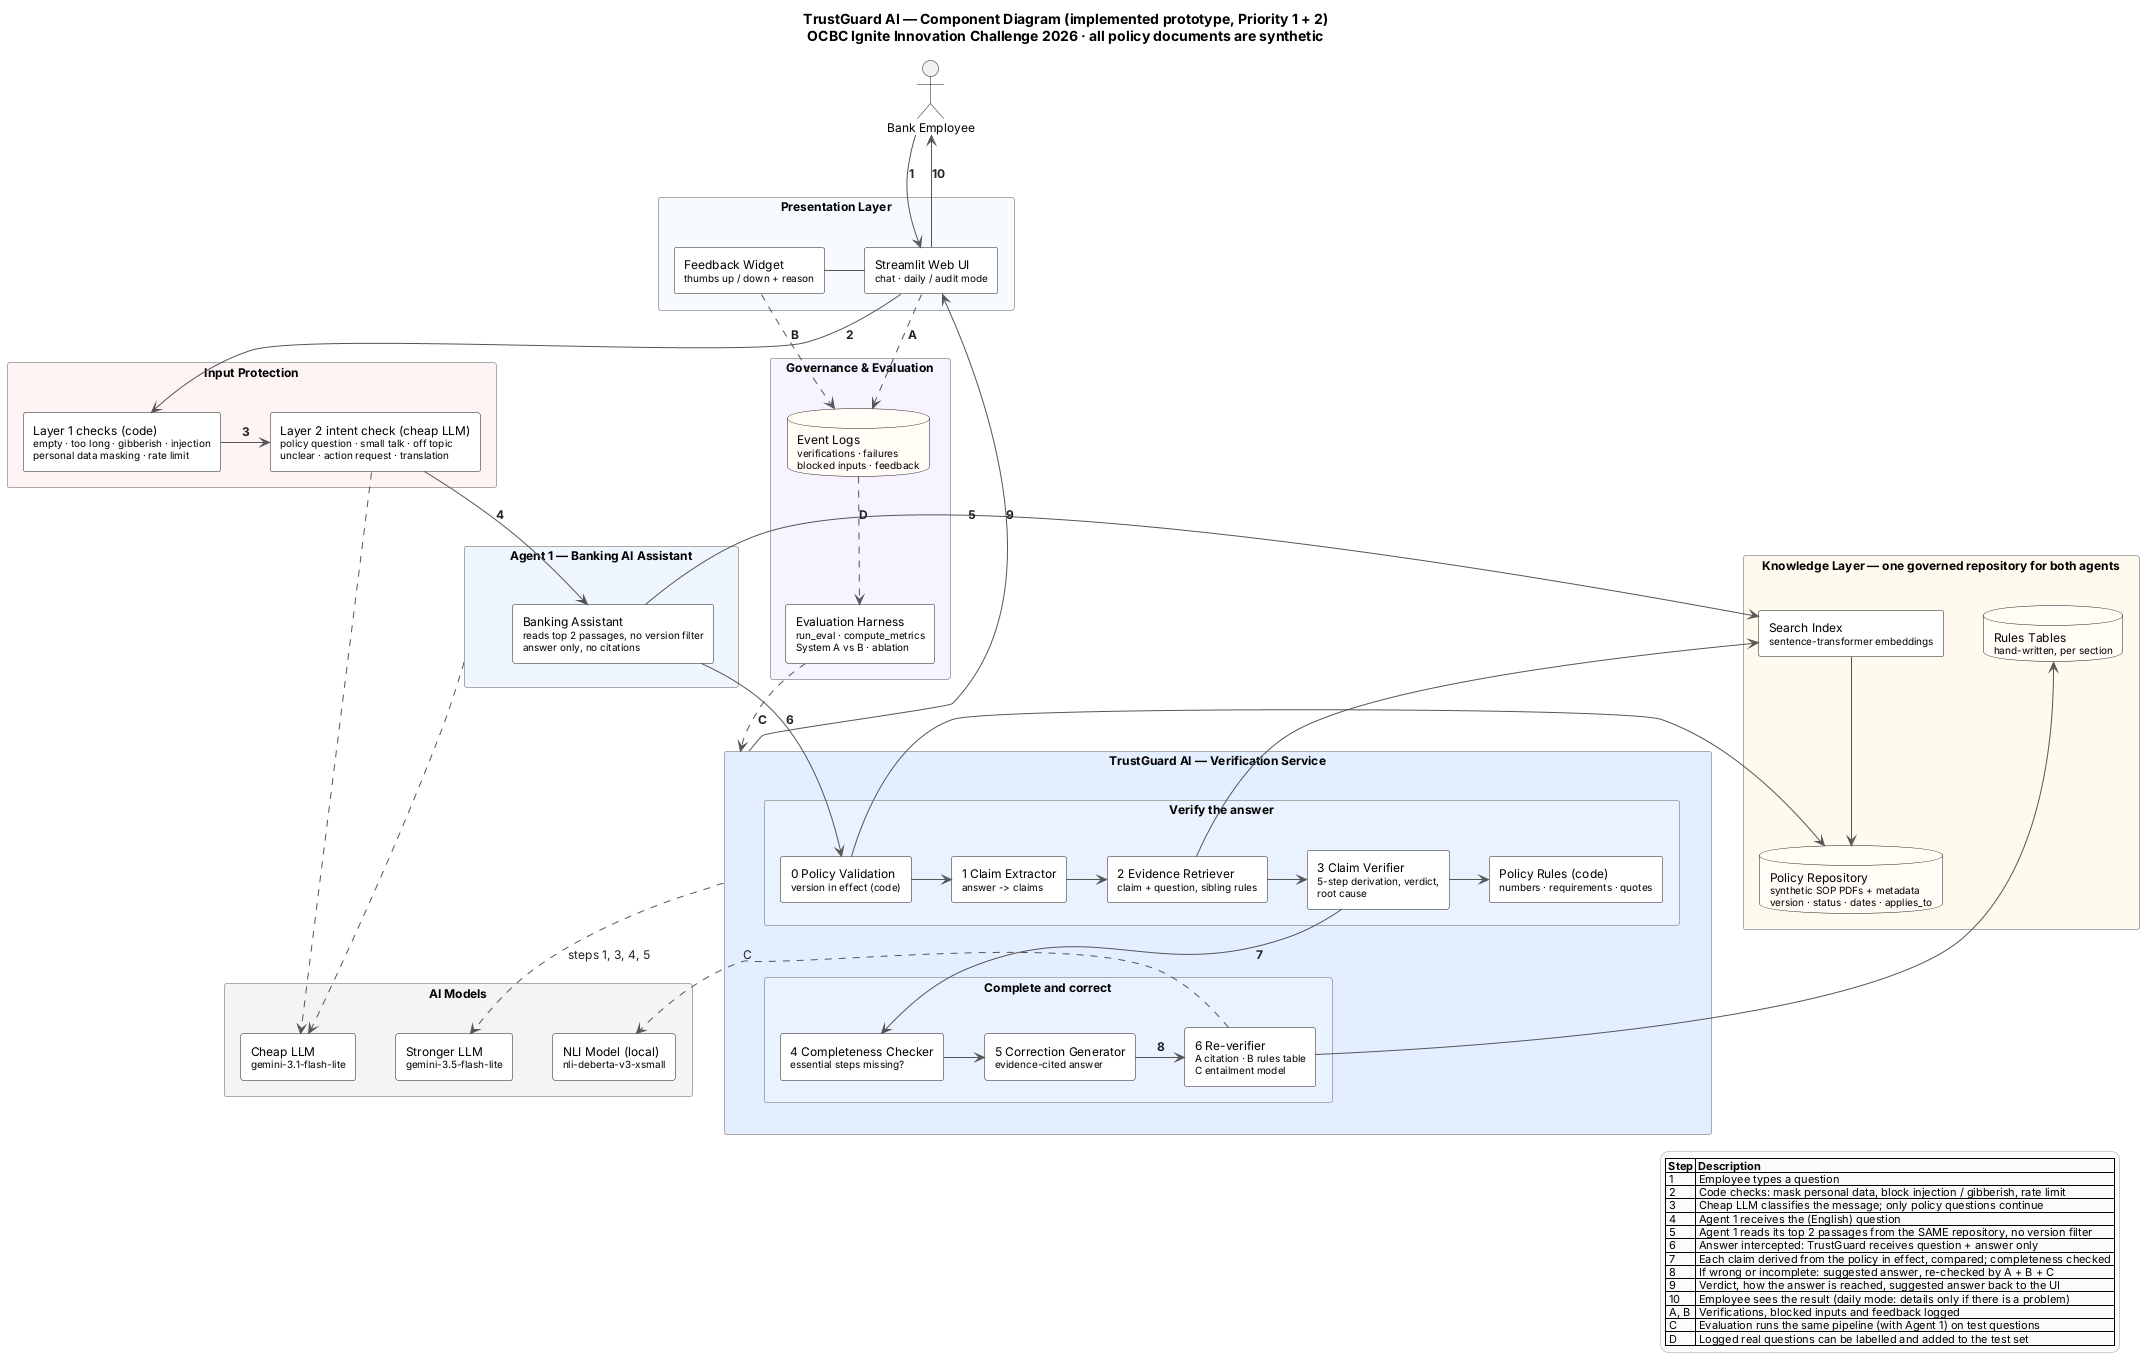 TrustGuard AI — Component Diagram (implemented prototype, Priority 1 + 2)
OCBC Ignite Innovation Challenge 2026 · all policy documents are synthetic
Bank Employee
1
10
Presentation Layer
Feedback Widget
thumbs up / down + reason
Streamlit Web UI
chat · daily / audit mode
B
2
A
Input Protection
Layer 1 checks (code)
empty · too long · gibberish · injection
personal data masking · rate limit
3
Layer 2 intent check (cheap LLM)
policy question · small talk · off topic
unclear · action request · translation
Governance & Evaluation
Event Logs
verifications · failures
blocked inputs · feedback
4
D
5
9
Agent 1 — Banking AI Assistant
Banking Assistant
reads top 2 passages, no version filter
answer only, no citations
Evaluation Harness
run_eval · compute_metrics
System A vs B · ablation
Knowledge Layer — one governed repository for both agents
Search Index
sentence-transformer embeddings
Rules Tables
hand-written, per section
C
6
TrustGuard AI — Verification Service
Verify the answer
0 Policy Validation
version in effect (code)
1 Claim Extractor
answer -> claims
2 Evidence Retriever
claim + question, sibling rules
3 Claim Verifier
5-step derivation, verdict,
root cause
Policy Rules (code)
numbers · requirements · quotes
Policy Repository
synthetic SOP PDFs + metadata
version · status · dates · applies_to
steps 1, 3, 4, 5
C
7
AI Models
Cheap LLM
gemini-3.1-flash-lite
Stronger LLM
gemini-3.5-flash-lite
NLI Model (local)
nli-deberta-v3-xsmall
Complete and correct
4 Completeness Checker
essential steps missing?
5 Correction Generator
evidence-cited answer
8
6 Re-verifier
A citation · B rules table
C entailment model
Step Description
1 Employee types a question
2 Code checks: mask personal data, block injection / gibberish, rate limit
3 Cheap LLM classifies the message; only policy questions continue
4 Agent 1 receives the (English) question
5 Agent 1 reads its top 2 passages from the SAME repository, no version filter
6 Answer intercepted: TrustGuard receives question + answer only
7 Each claim derived from the policy in effect, compared; completeness checked
8 If wrong or incomplete: suggested answer, re-checked by A + B + C
9 Verdict, how the answer is reached, suggested answer back to the UI
10 Employee sees the result (daily mode: details only if there is a problem)
A, B Verifications, blocked inputs and feedback logged
C Evaluation runs the same pipeline (with Agent 1) on test questions
D Logged real questions can be labelled and added to the test set